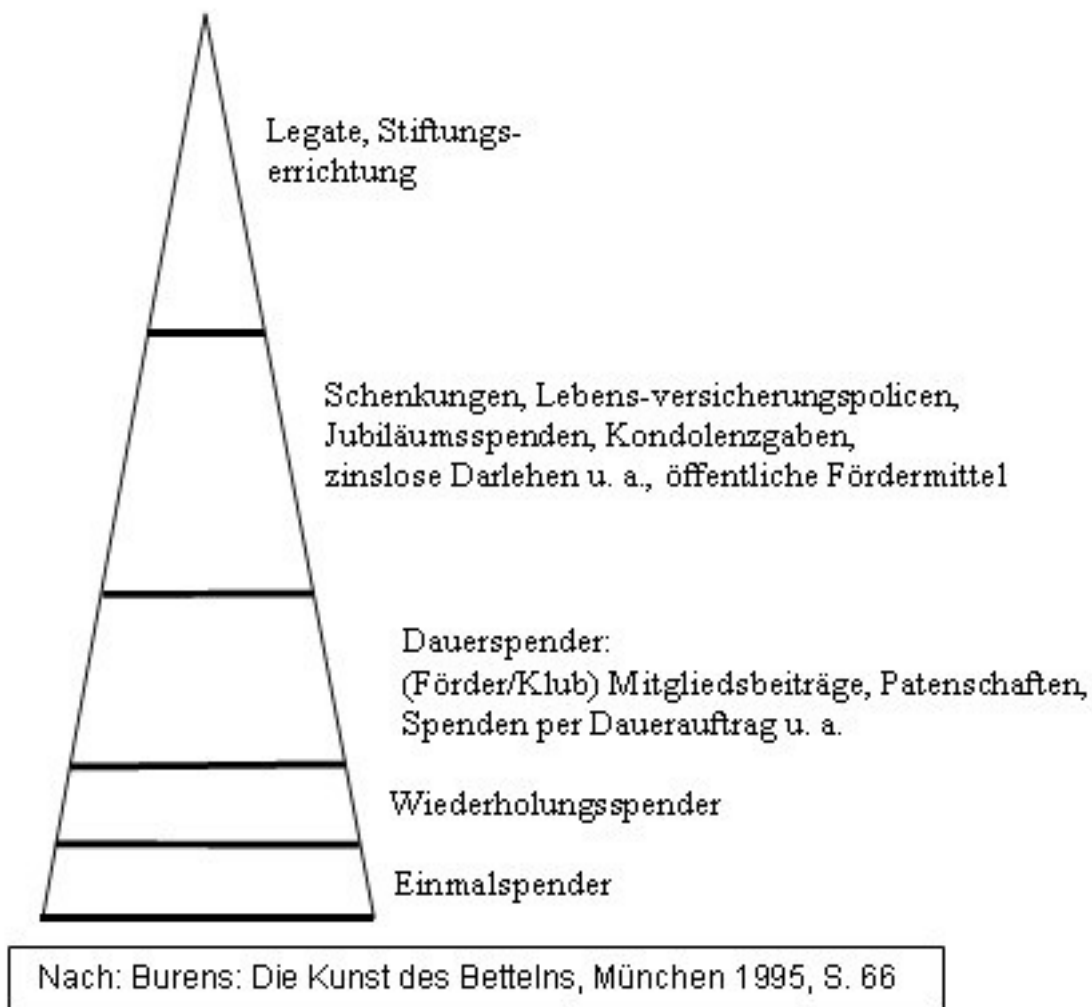 Legate, Stiftungs-
errichtung
Schenkungen, Lebens-versicherungspolicen,
Jubiläumsspenden, Kondolenzgaben,
zinslose Darlehen u. a., öffentliche Fördermittel
Dauerspender:
(Förder/Klub) Mitgliedsbeiträge, Patenschaften,
Spenden per Dauerauftrag u. a.
Wiederholungsspender
Einmalspender
Nach: Burens: Die Kunst des Bettelns, München 1995, S. 66